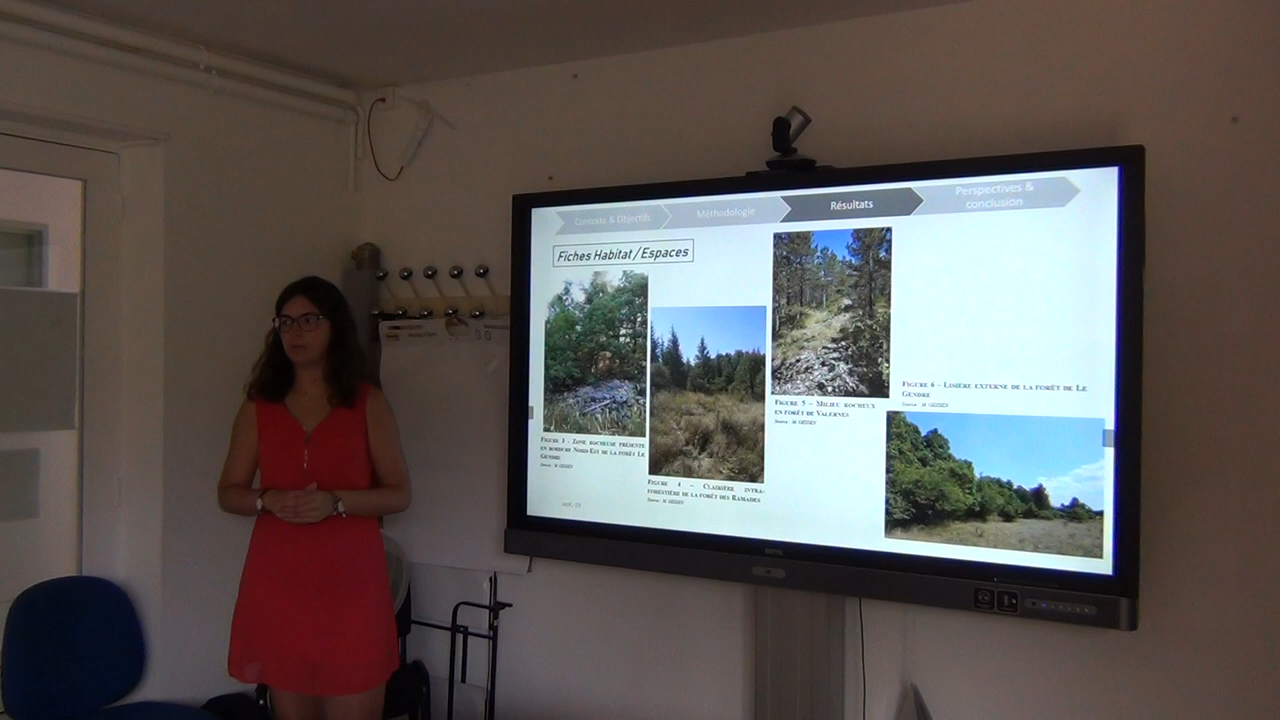 Contexte & Objectifs
Méthodologie
Résultats
Perspectives &
conclusion
Fiches Habitat / Espaces
FIGURE 3 - ZONE ROCHEUSE PRÉSENTE
EN BORDURE NORD-EST DE LA FORÊT LE
GENDRE
FIGURE 4 – CLAIRIÈRE INTRA-
FORESTIÈRE DE LA FORÊT DES RAMADES
FIGURE 5 – MILIEU ROCHEUX
EN FORÊT DE VALERNES
FIGURE 6 – LISIÈRE EXTERNE DE LA FORÊT DE LE
GENDRE
BenQ